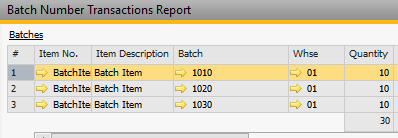 Batch Number Transactions Report
Batches
# Item No. Item Description Batch Whse Quantity
1 BatchIte Batch Item 1010 01 10
2 BatchIte Batch Item 1020 01 10
3 BatchIte Batch Item 1030 01 10
30